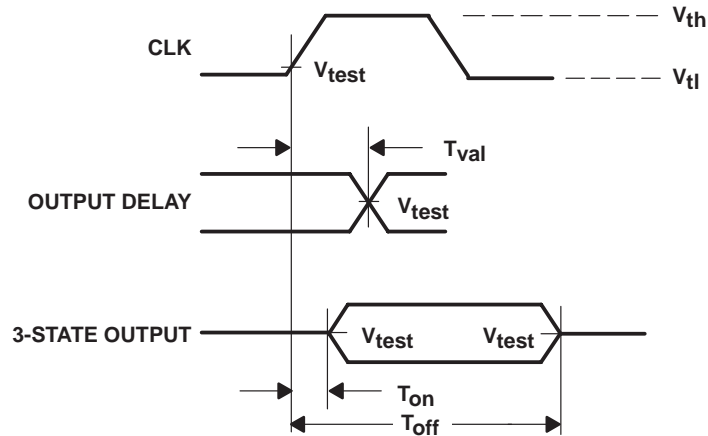 Vth
CLK
Vtest
Vtl
Tval
OUTPUT DELAY
Vtest
3-STATE OUTPUT
Vtest
Vtest
Ton
Toff